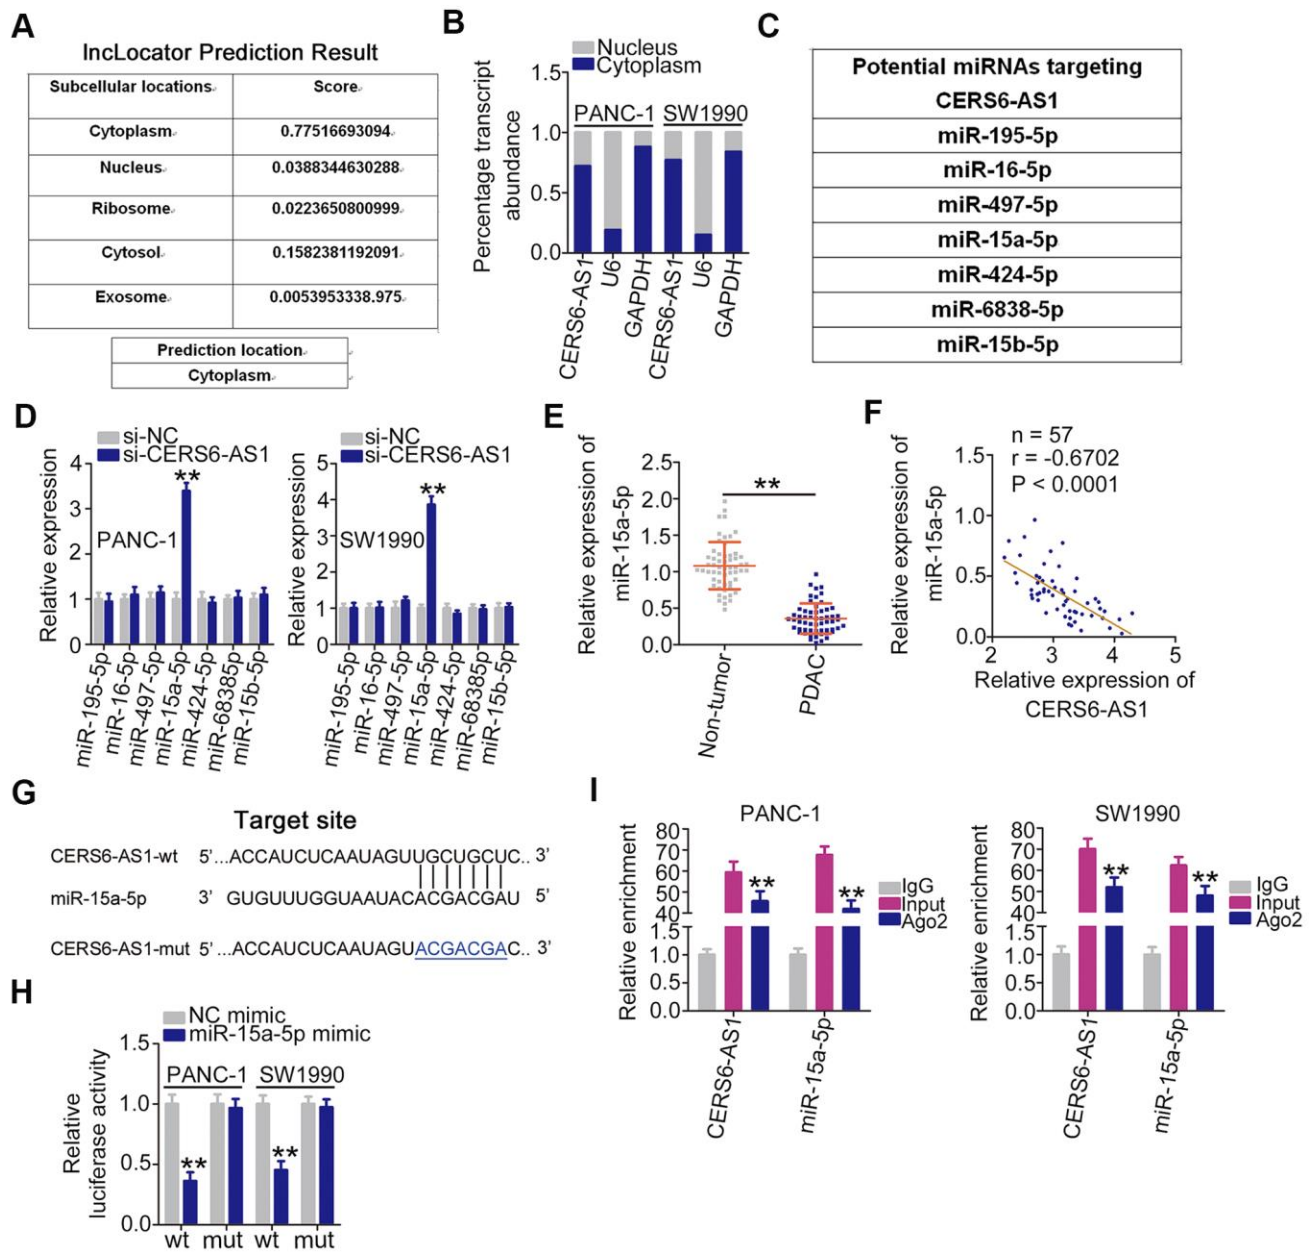 A
lncLocator Prediction Result
Subcellular locations Score
Cytoplasm 0.77516693094
Nucleus 0.0388344630288
Ribosome 0.0223650800999
Cytosol 0.1582381192091
Exosome 0.0053953338.975
Prediction location
Cytoplasm
B
Nucleus
Cytoplasm
Percentage transcript
abundance
1.5
1.0
0.5
0.0
PANC-1 SW1990
CERS6-AS1
U6
GAPDH
CERS6-AS1
U6
GAPDH
C
Potential miRNAs targeting
CERS6-AS1
miR-195-5p
miR-16-5p
miR-497-5p
miR-15a-5p
miR-424-5p
miR-6838-5p
miR-15b-5p
D
si-NC
si-CERS6-AS1
Relative expression
4
3
2
1
0
**
PANC-1
miR-195-5p
miR-16-5p
miR-497-5p
miR-15a-5p
miR-424-5p
miR-68385p
miR-15b-5p
si-NC
si-CERS6-AS1
Relative expression
5
4
3
2
1
0
**
SW1990
miR-195-5p
miR-16-5p
miR-497-5p
miR-15a-5p
miR-424-5p
miR-68385p
miR-15b-5p
E
Relative expression of
miR-15a-5p
2.5
2.0
1.5
1.0
0.5
0.0
**
Non-tumor
PDAC
F
Relative expression of
miR-15a-5p
n = 57
r = -0.6702
P < 0.0001
1.5
1.0
0.5
0.0
2 3 4 5
Relative expression of
CERS6-AS1
G
Target site
CERS6-AS1-wt 5'...ACCAUCUCAAUAGUUGCUGCUC.. 3'
miR-15a-5p 3' GUGUUUGGUAAUACACGACGAU 5'
CERS6-AS1-mut 5'...ACCAUCUCAAUAGUACGACGAC.. 3'
H
NC mimic
miR-15a-5p mimic
Relative
luciferase activity
1.5
1.0
0.5
0.0
PANC-1 SW1990
** **
wt mut wt mut
I
PANC-1
Relative enrichment
80
70
60
50
40
1.5
1.0
0.5
0.0
** **
CERS6-AS1
miR-15a-5p
IgG
Input
Ago2
SW1990
Relative enrichment
80
70
60
50
40
1.5
1.0
0.5
0.0
** **
CERS6-AS1
miR-15a-5p
IgG
Input
Ago2